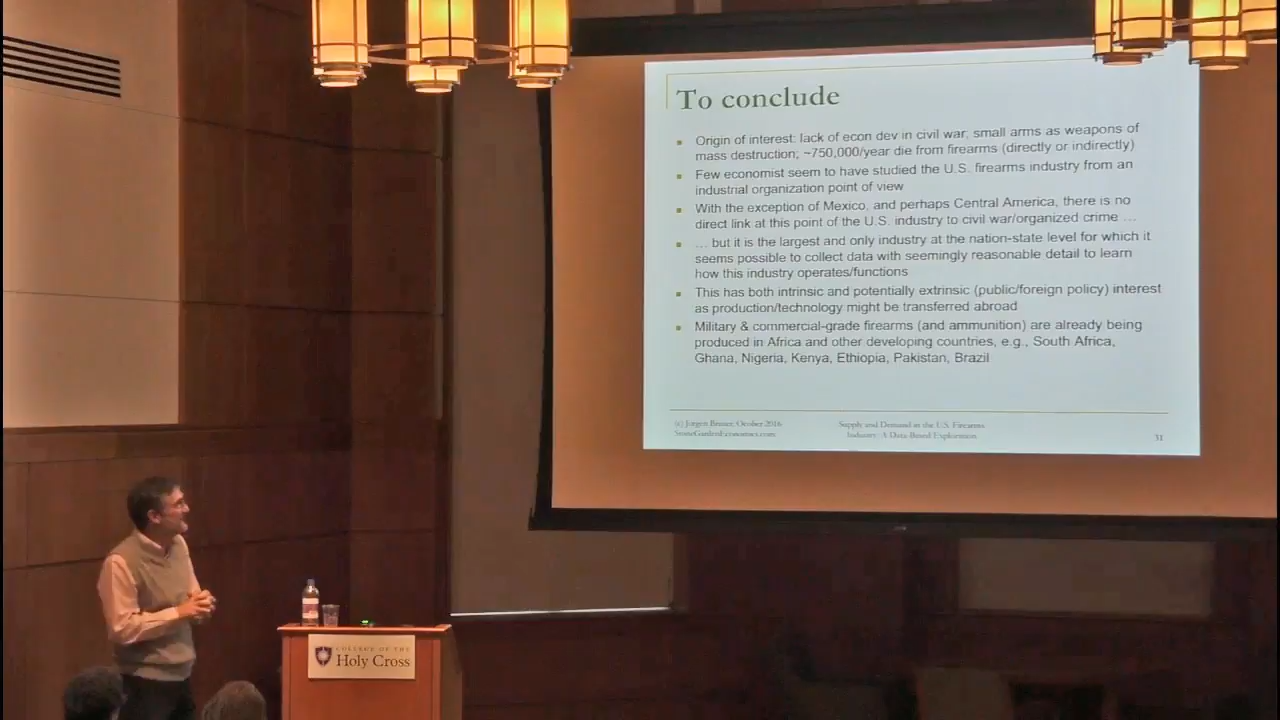 To conclude
Origin of interest: lack of econ dev in civil war; small arms as weapons of
mass destruction; ~750,000/year die from firearms (directly or indirectly)
Few economist seem to have studied the U.S. firearms industry from an
industrial organization point of view
With the exception of Mexico, and perhaps Central America, there is no
direct link at this point of the U.S. industry to civil war/organized crime …
… but it is the largest and only industry at the nation-state level for which it
seems possible to collect data with seemingly reasonable detail to learn
how this industry operates/functions
This has both intrinsic and potentially extrinsic (public/foreign policy) interest
as production/technology might be transferred abroad
Military & commercial-grade firearms (and ammunition) are already being
produced in Africa and other developing countries, e.g., South Africa,
Ghana, Nigeria, Kenya, Ethiopia, Pakistan, Brazil
(c) Jurgen Brauer, October 2016
StoneGardenEconomics.com
Supply and Demand in the U.S. Firearms
Industry: A Data-Based Exploration
31
COLLEGE OF THE
Holy Cross